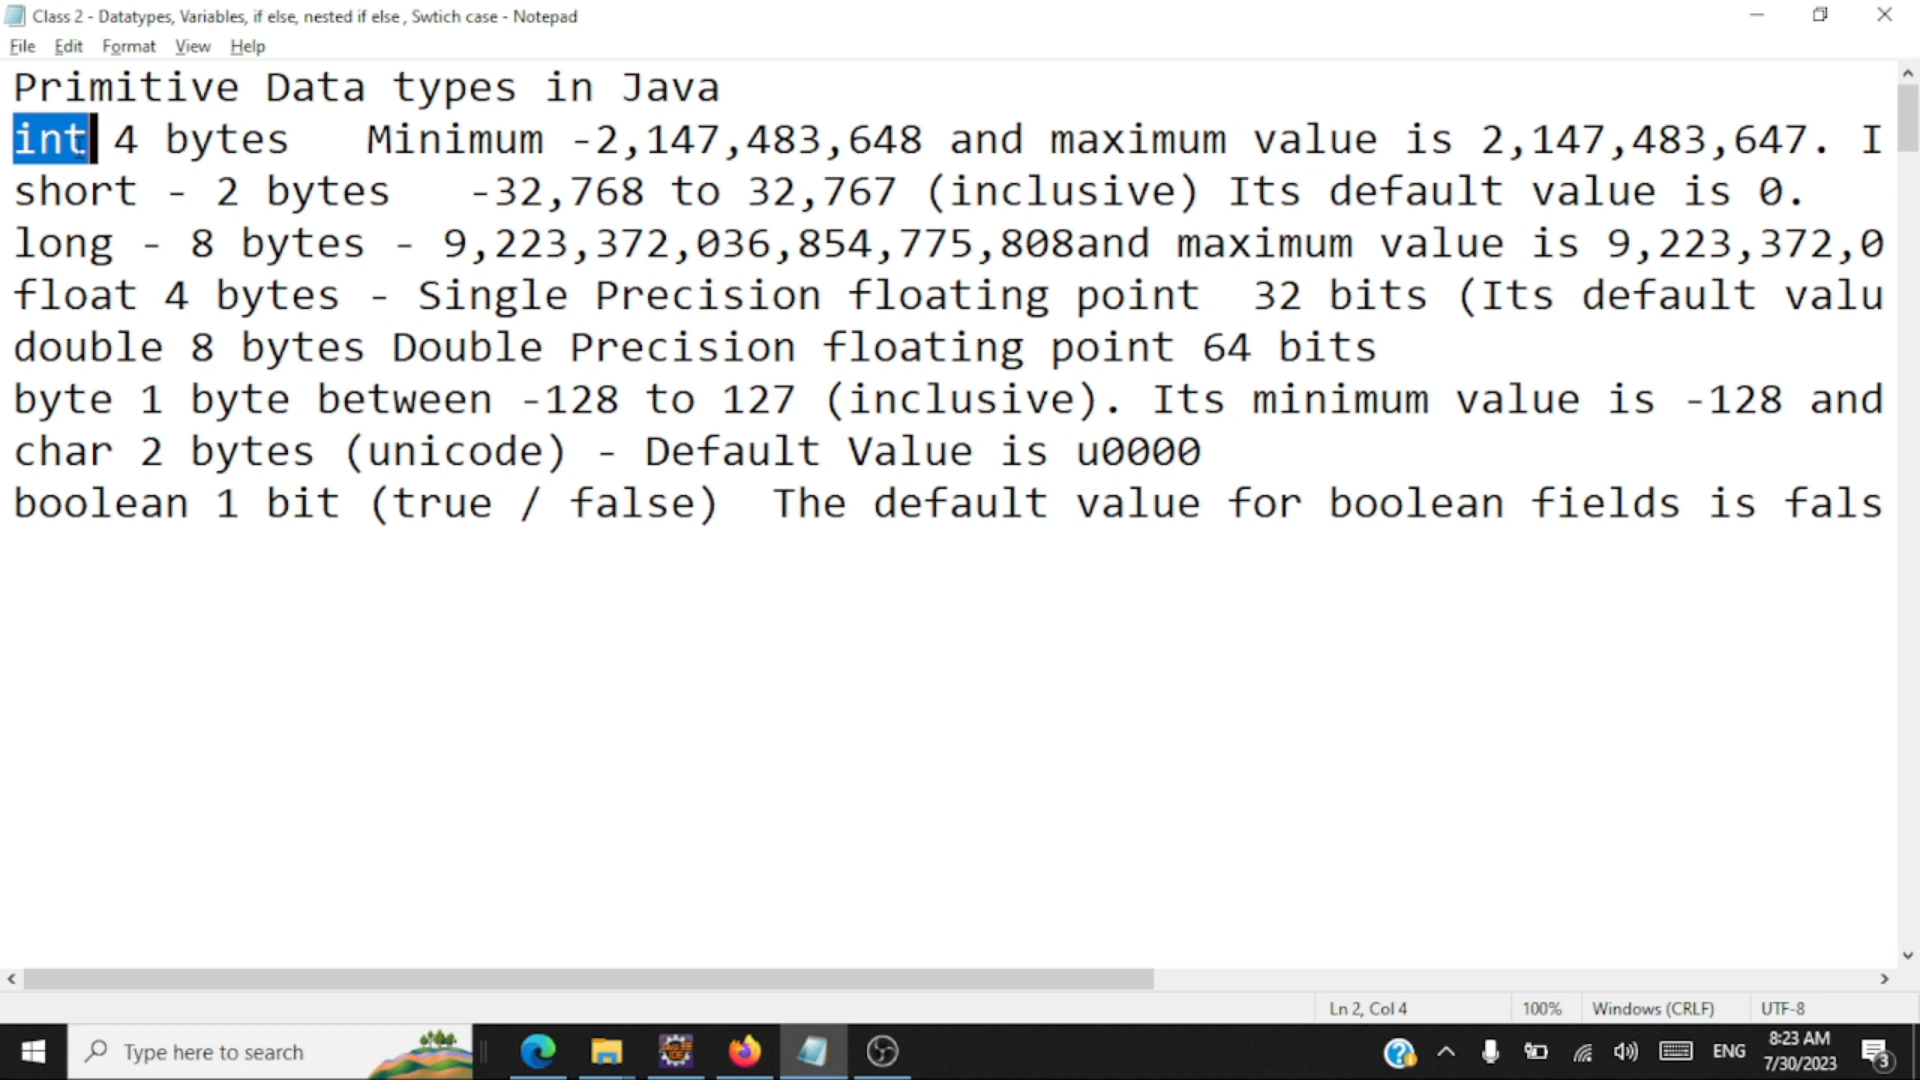 Class 2 - Datatypes, Variables, if else, nested if else , Swtich case - Notepad
File Edit Format View Help
Primitive Data types in Java
int 4 bytes   Minimum -2,147,483,648 and maximum value is 2,147,483,647. I
short - 2 bytes   -32,768 to 32,767 (inclusive) Its default value is 0.
long - 8 bytes - 9,223,372,036,854,775,808and maximum value is 9,223,372,0
float 4 bytes - Single Precision floating point  32 bits (Its default valu
double 8 bytes Double Precision floating point 64 bits
byte 1 byte between -128 to 127 (inclusive). Its minimum value is -128 and
char 2 bytes (unicode) - Default Value is u0000
boolean 1 bit (true / false)  The default value for boolean fields is fals
Ln 2, Col 4 100% Windows (CRLF) UTF-8
Type here to search
ENG
8:23 AM
7/30/2023
3